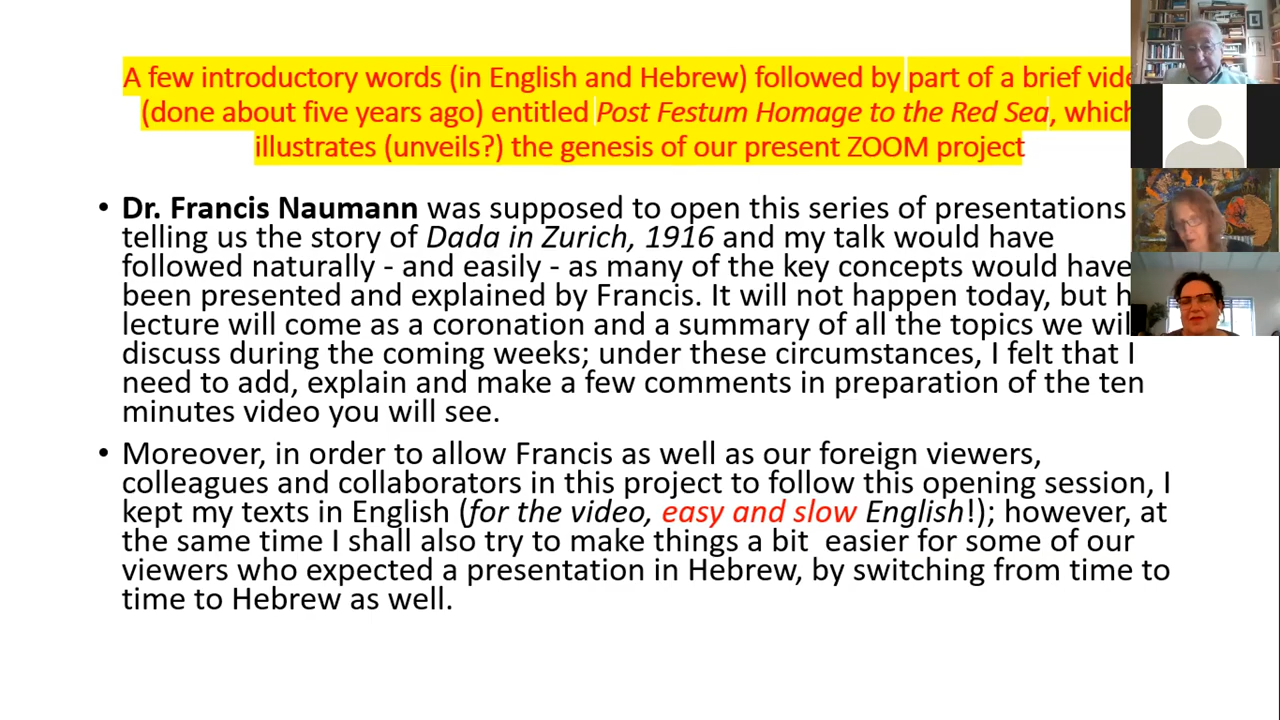 A few introductory words (in English and Hebrew) followed by part of a brief
(done about five years ago) entitled Post Festum Homage to the Red Sea, which
illustrates (unveils?) the genesis of our present ZOOM project
• Dr. Francis Naumann was supposed to open this series of presentations
telling us the story of Dada in Zurich, 1916 and my talk would have
followed naturally - and easily - as many of the key concepts would have
been presented and explained by Francis. It will not happen today, but
lecture will come as a coronation and a summary of all the topics we
discuss during the coming weeks; under these circumstances, I felt that I
need to add, explain and make a few comments in preparation of the ten
minutes video you will see.
• Moreover, in order to allow Francis as well as our foreign viewers,
colleagues and collaborators in this project to follow this opening session, I
kept my texts in English (for the video, easy and slow English!); however, at
the same time I shall also try to make things a bit easier for some of our
viewers who expected a presentation in Hebrew, by switching from time to
time to Hebrew as well.